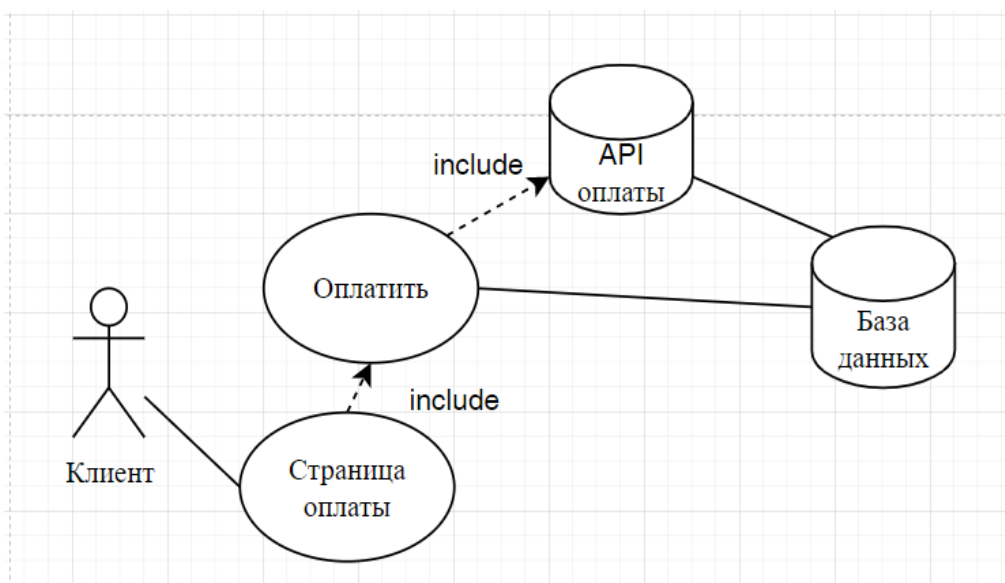 API
оплаты
include
Оплатить
База
данных
include
Клиент
Страница
оплаты